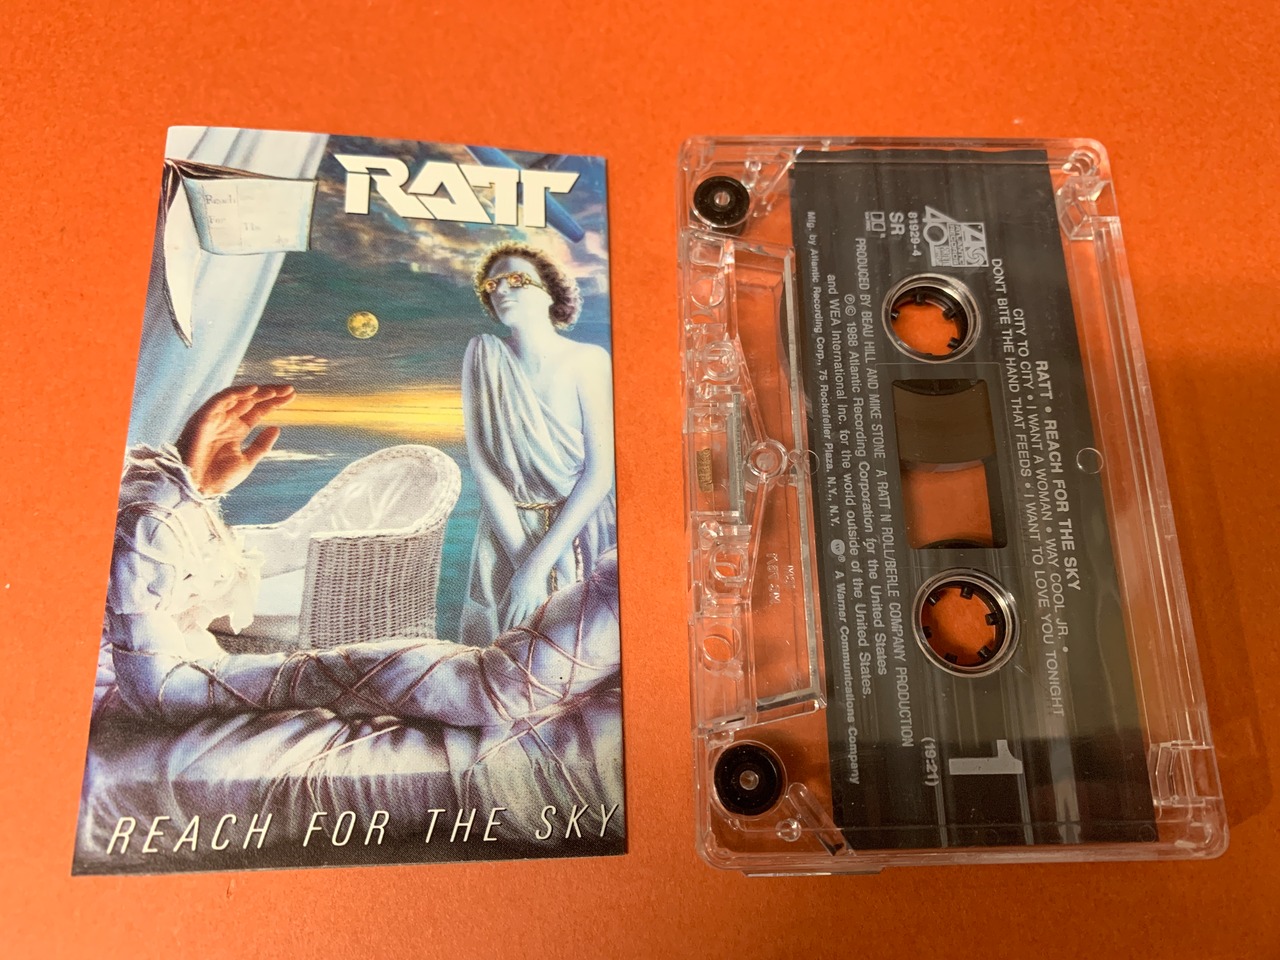 RATT
Reach
For
The
REACH FOR THE SKY
RATT • REACH FOR THE SKY
CITY TO CITY • I WANT A WOMAN • WAY COOL JR. •
DON'T BITE THE HAND THAT FEEDS • I WANT TO LOVE YOU TONIGHT
40
81929-4
SR
1
(19:21)
PRODUCED BY BEAU HILL AND MIKE STONE A RATT N ROLL/BERLE COMPANY PRODUCTION
℗© 1988 Atlantic Recording Corporation for the United States
and WEA International Inc. for the world outside of the United States.
Mfg. by Atlantic Recording Corp., 75 Rockefeller Plaza, N.Y., N.Y. ® A Warner Communications Company